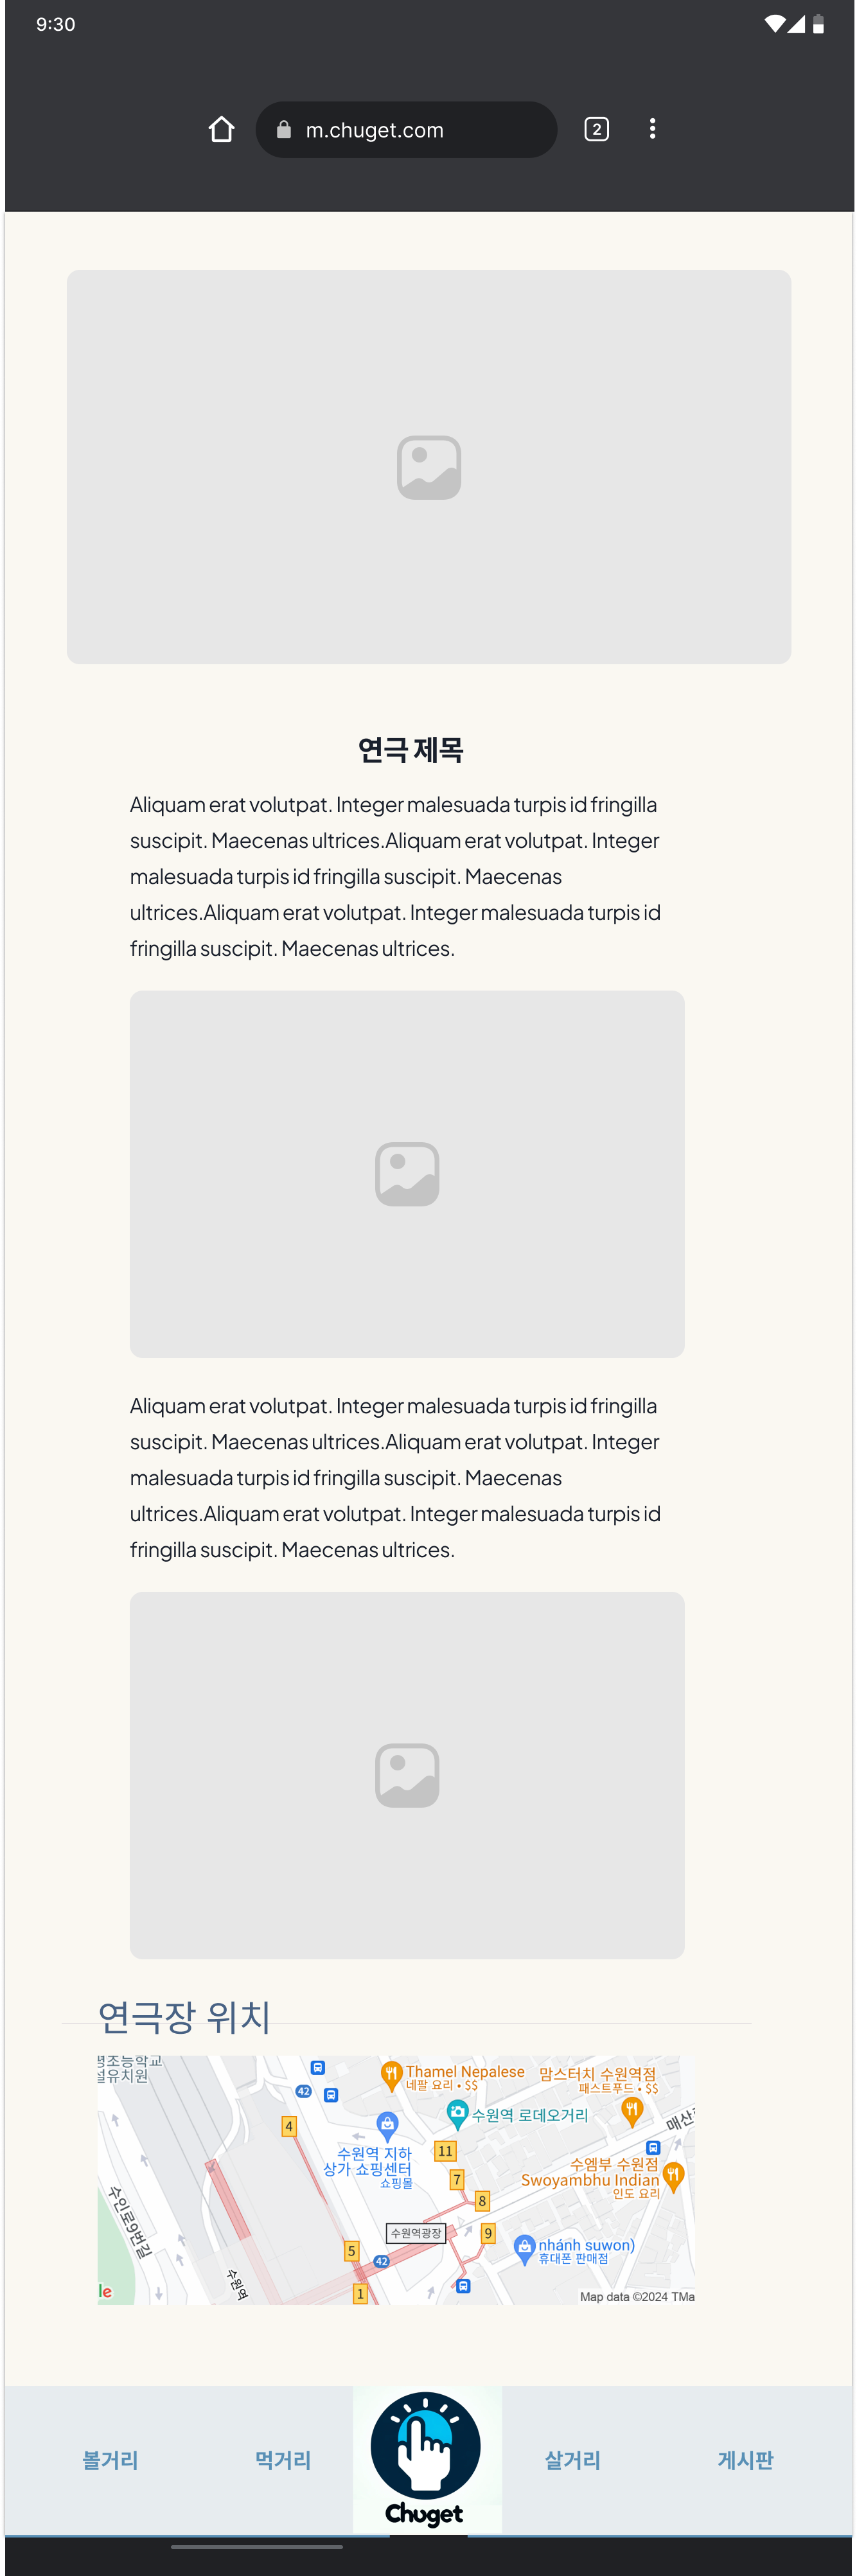 9:30
m.chuget.com
2
연극 제목
Aliquam erat volutpat. Integer malesuada turpis id fringilla
suscipit. Maecenas ultrices.Aliquam erat volutpat. Integer
malesuada turpis id fringilla suscipit. Maecenas
ultrices.Aliquam erat volutpat. Integer malesuada turpis id
fringilla suscipit. Maecenas ultrices.
Aliquam erat volutpat. Integer malesuada turpis id fringilla
suscipit. Maecenas ultrices.Aliquam erat volutpat. Integer
malesuada turpis id fringilla suscipit. Maecenas
ultrices.Aliquam erat volutpat. Integer malesuada turpis id
fringilla suscipit. Maecenas ultrices.
연극장 위치
초등학교
설유치원
42
4
Thamel Nepalese
네팔 요리 • $$
맘스터치 수원역점
패스트푸드 • $$
수원역 로데오거리
매산
수원역 지하
상가 쇼핑센터
쇼핑몰
11
7
8
9
수엠부 수원점
Swoyambhu Indian
인도 요리
수인로9번길
수원역광장
5
42
1
nhánh suwon)
휴대폰 판매점
수원역
le
Map data ©2024 TMa
볼거리
먹거리
Chuget
살거리
게시판